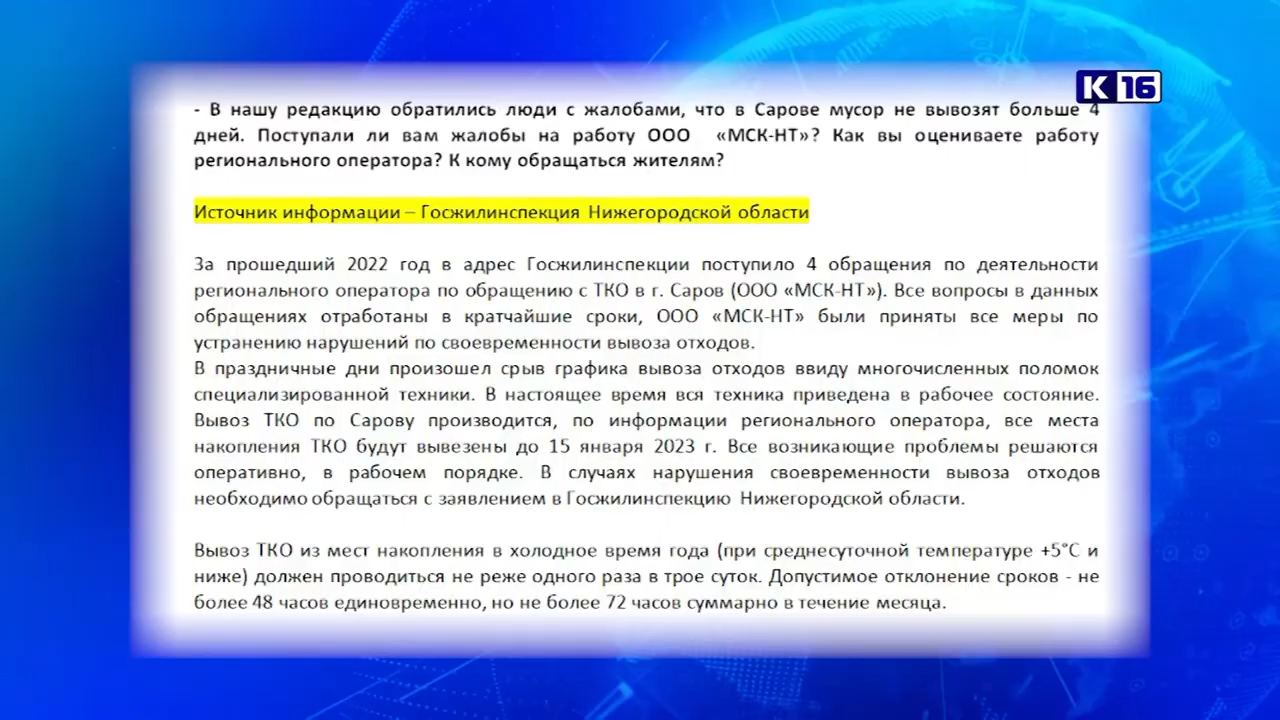 К 16
- В нашу редакцию обратились люди с жалобами, что в Сарове мусор не вывозят больше 4
дней. Поступали ли вам жалобы на работу ООО «МСК-НТ»? Как вы оцениваете работу
регионального оператора? К кому обращаться жителям?
Источник информации – Госжилинспекция Нижегородской области
За прошедший 2022 год в адрес Госжилинспекции поступило 4 обращения по деятельности
регионального оператора по обращению с ТКО в г. Саров (ООО «МСК-НТ»). Все вопросы в данных
обращениях отработаны в кратчайшие сроки, ООО «МСК-НТ» были приняты все меры по
устранению нарушений по своевременности вывоза отходов.
В праздничные дни произошел срыв графика вывоза отходов ввиду многочисленных поломок
специализированной техники. В настоящее время вся техника приведена в рабочее состояние.
Вывоз ТКО по Сарову производится, по информации регионального оператора, все места
накопления ТКО будут вывезены до 15 января 2023 г. Все возникающие проблемы решаются
оперативно, в рабочем порядке. В случаях нарушения своевременности вывоза отходов
необходимо обращаться с заявлением в Госжилинспекцию Нижегородской области.
Вывоз ТКО из мест накопления в холодное время года (при среднесуточной температуре +5°С и
ниже) должен проводиться не реже одного раза в трое суток. Допустимое отклонение сроков - не
более 48 часов единовременно, но не более 72 часов суммарно в течение месяца.